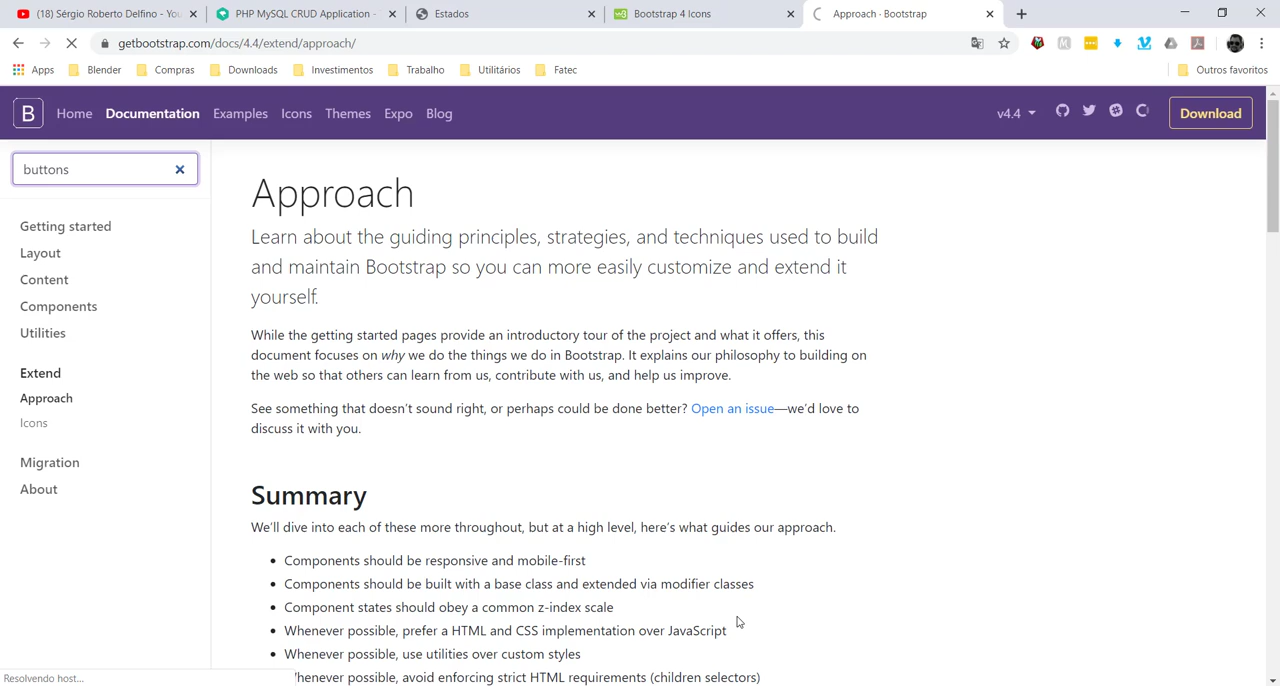 (18) Sérgio Roberto Delfino - You
PHP MySQL CRUD Application -
Estados
Bootstrap 4 Icons
Approach · Bootstrap
getbootstrap.com/docs/4.4/extend/approach/
Apps
Blender
Compras
Downloads
Investimentos
Trabalho
Utilitários
Fatec
Outros favoritos
B
Home
Documentation
Examples
Icons
Themes
Expo
Blog
v4.4
Download
buttons
Getting started
Layout
Content
Components
Utilities
Extend
Approach
Icons
Migration
About
Approach
Learn about the guiding principles, strategies, and techniques used to build
and maintain Bootstrap so you can more easily customize and extend it
yourself.
While the getting started pages provide an introductory tour of the project and what it offers, this
document focuses on why we do the things we do in Bootstrap. It explains our philosophy to building on
the web so that others can learn from us, contribute with us, and help us improve.
See something that doesn't sound right, or perhaps could be done better? Open an issue—we'd love to
discuss it with you.
Summary
We'll dive into each of these more throughout, but at a high level, here's what guides our approach.
• Components should be responsive and mobile-first
• Components should be built with a base class and extended via modifier classes
• Component states should obey a common z-index scale
• Whenever possible, prefer a HTML and CSS implementation over JavaScript
• Whenever possible, use utilities over custom styles
Whenever possible, avoid enforcing strict HTML requirements (children selectors)
Resolvendo host...